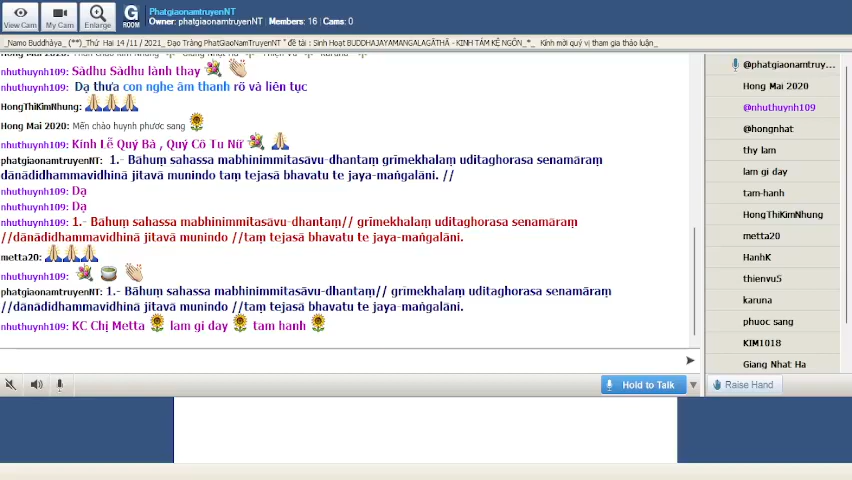 View Cam
My Cam
Enlarge
G
ROOM
PhatgiaonamtruyenNT
Owner: phatgiaonamtruyenNT Members: 16 Cams: 0
_Namo Buddhàya_ (**)_Thứ Hai 14 /11 / 2021_ Đạo Tràng PhatGiaoNamTruyenNT " đề tài : Sinh Hoạt BUDDHAJAYAMANGALAGĀTHĀ - KINH TÁM KỆ NGÔN_*_ Kính mời quý vị tham gia thảo luận_
nhuthuynh109: Sàdhu Sàdhu lành thay
nhuthuynh109: Dạ thưa con nghe âm thanh rõ và liên tục
HongThiKimNhung:
Hong Mai 2020: Mến chào huynh phước sang
nhuthuynh109: Kính Lễ Quý Bà , Quý Cô Tu Nữ
phatgiaonamtruyenNT: 1.- Bāhuṃ sahassa mabhinimmitasāvu-dhantaṃ grīmekhalaṃ uditaghorasa senamāraṃ
dānādidhammavidhinā jitavā munindo taṃ tejasā bhavatu te jaya-maṅgalāni. //
nhuthuynh109: Dạ
nhuthuynh109: Dạ
nhuthuynh109: 1.- Bāhuṃ sahassa mabhinimmitasāvu-dhantaṃ// grīmekhalaṃ uditaghorasa senamāraṃ
//dānādidhammavidhinā jitavā munindo //taṃ tejasā bhavatu te jaya-maṅgalāni.
metta20:
nhuthuynh109:
phatgiaonamtruyenNT: 1.- Bāhuṃ sahassa mabhinimmitasāvu-dhantaṃ// grīmekhalaṃ uditaghorasa senamāraṃ
//dānādidhammavidhinā jitavā munindo //taṃ tejasā bhavatu te jaya-maṅgalāni.
nhuthuynh109: KC Chị Metta lam gi day tam hanh
Hold to Talk
@phatgiaonamtruy...
Hong Mai 2020
@nhuthuynh109
@hongnhat
thy lam
lam gi day
tam-hanh
HongThiKimNhung
metta20
HanhK
thienvu5
karuna
phuoc sang
KIM1018
Giang Nhat Ha
Raise Hand